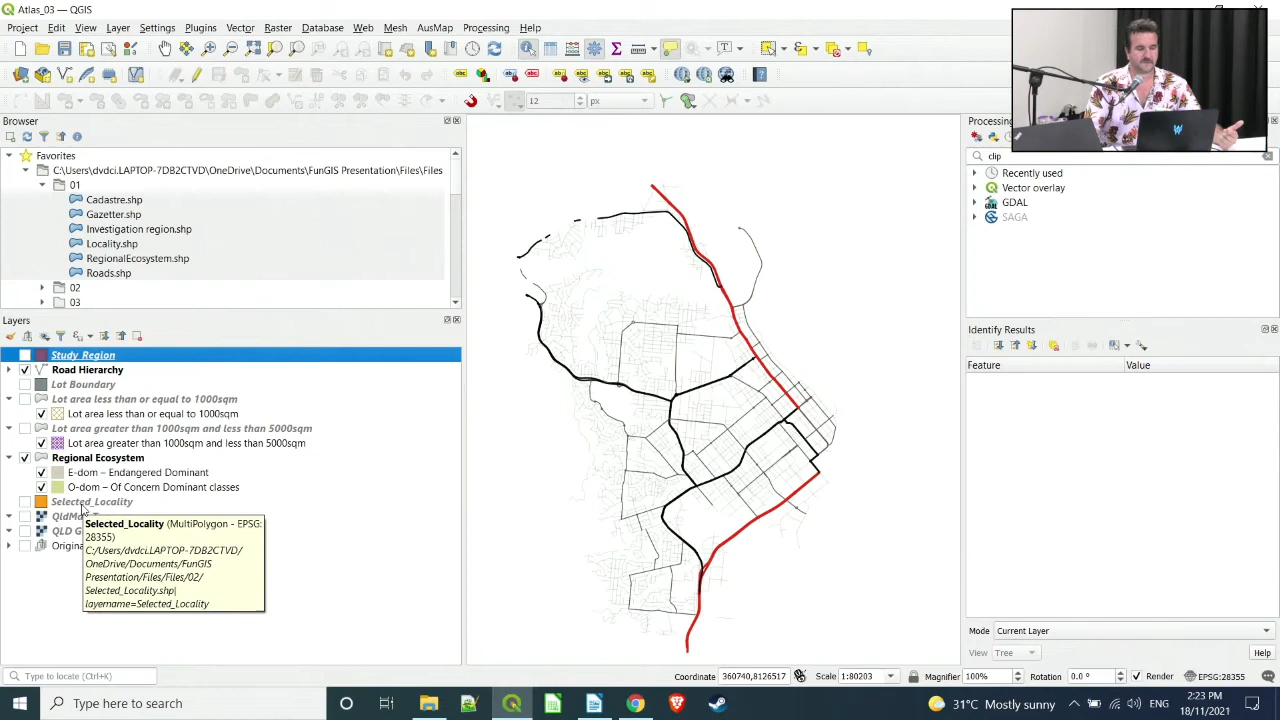 Atlas_03 — QGIS
Project Edit View Layer Settings Plugins Vector Raster Database Web Mesh AusMap Processing Help
12 px
Browser
Favorites
C:\Users\dvdci.LAPTOP-7DB2CTVD\OneDrive\Documents\FunGIS Presentation\Files\Files
01
Cadastre.shp
Gazetter.shp
Investigation region.shp
Locality.shp
RegionalEcosystem.shp
Roads.shp
02
03
Layers
Study Region
Road Hierarchy
Lot Boundary
Lot area less than or equal to 1000sqm
Lot area less than or equal to 1000sqm
Lot area greater than 1000sqm and less than 5000sqm
Lot area greater than 1000sqm and less than 5000sqm
Regional Ecosystem
E-dom – Endangered Dominant
O-dom – Of Concern Dominant classes
Selected_Locality
QldMa
QLD G
Origina
Selected_Locality (MultiPolygon - EPSG:
28355)
C:/Users/dvdci.LAPTOP-7DB2CTVD/
OneDrive/Documents/FunGIS
Presentation/Files/Files/02/
Selected_Locality.shp|
layername=Selected_Locality
Processing
clip
Recently used
Vector overlay
GDAL
SAGA
Identify Results
Feature Value
Mode Current Layer
View Tree Help
Type to locate (Ctrl+K)
Coordinate 360740,8126517 Scale 1:80203 Magnifier 100% Rotation 0.0 ° Render EPSG:28355
Type here to search
31°C Mostly sunny ENG 2:23 PM
18/11/2021